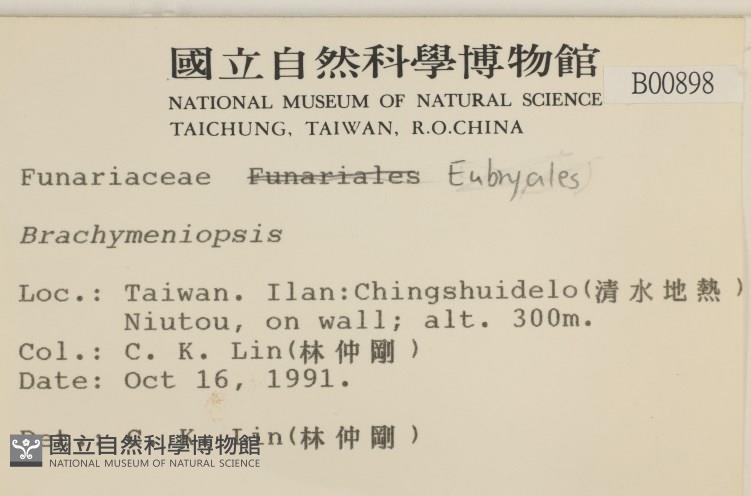 國立自然科學博物館
NATIONAL MUSEUM OF NATURAL SCIENCE
B00898
TAICHUNG, TAIWAN, R.O.CHINA
Funariaceae Funariales Eubryales
Brachymeniopsis
Loc.: Taiwan. Ilan:Chingshuidelo(清水地熱)
Niutou, on wall; alt. 300m.
Col.: C. K. Lin(林仲剛)
Date: Oct 16, 1991.
Det.: C. K. Lin(林仲剛)
國立自然科學博物館
NATIONAL MUSEUM OF NATURAL SCIENCE